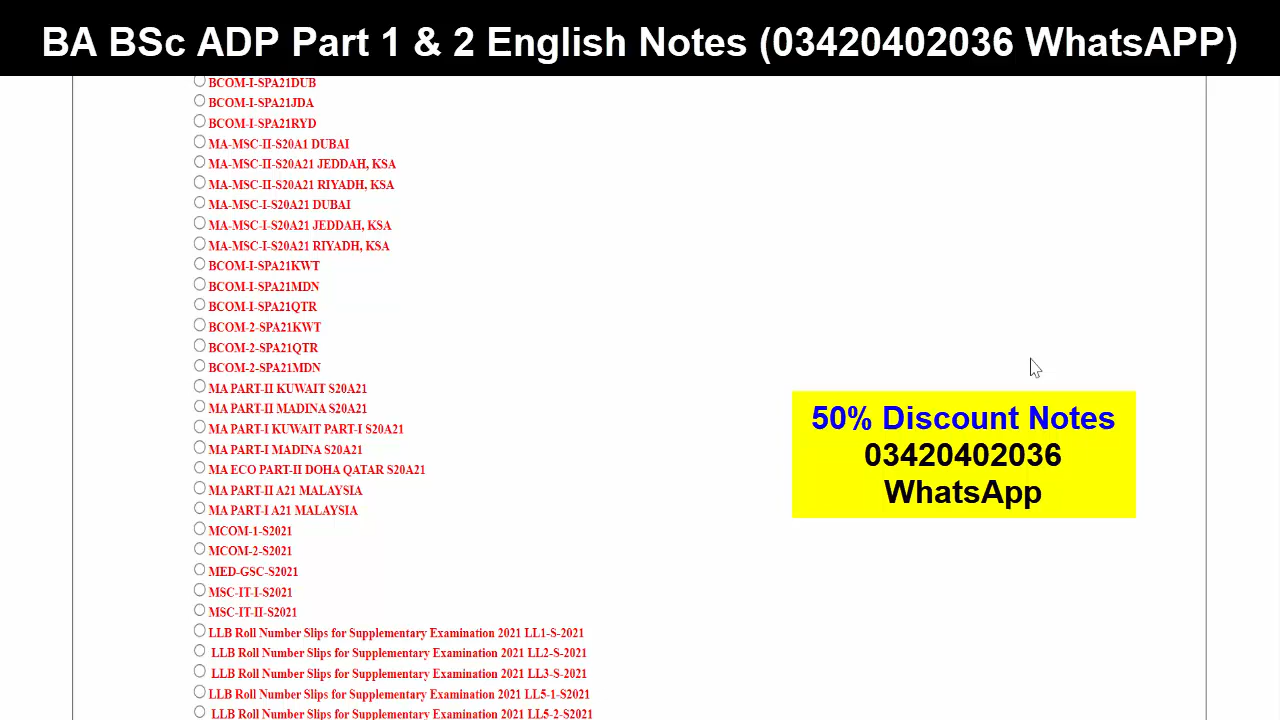 BA BSc ADP Part 1 & 2 English Notes (03420402036 WhatsAPP)
BCOM-I-SPA21DUB
BCOM-I-SPA21JDA
BCOM-I-SPA21RYD
MA-MSC-II-S20A1 DUBAI
MA-MSC-II-S20A21 JEDDAH, KSA
MA-MSC-II-S20A21 RIYADH, KSA
MA-MSC-I-S20A21 DUBAI
MA-MSC-I-S20A21 JEDDAH, KSA
MA-MSC-I-S20A21 RIYADH, KSA
BCOM-I-SPA21KWT
BCOM-I-SPA21MDN
BCOM-I-SPA21QTR
BCOM-2-SPA21KWT
BCOM-2-SPA21QTR
BCOM-2-SPA21MDN
MA PART-II KUWAIT S20A21
MA PART-II MADINA S20A21
MA PART-I KUWAIT PART-I S20A21
MA PART-I MADINA S20A21
MA ECO PART-II DOHA QATAR S20A21
MA PART-II A21 MALAYSIA
MA PART-I A21 MALAYSIA
MCOM-1-S2021
MCOM-2-S2021
MED-GSC-S2021
MSC-IT-I-S2021
MSC-IT-II-S2021
LLB Roll Number Slips for Supplementary Examination 2021 LL1-S-2021
LLB Roll Number Slips for Supplementary Examination 2021 LL2-S-2021
LLB Roll Number Slips for Supplementary Examination 2021 LL3-S-2021
LLB Roll Number Slips for Supplementary Examination 2021 LL5-1-S2021
LLB Roll Number Slips for Supplementary Examination 2021 LL5-2-S2021
50% Discount Notes
03420402036
WhatsApp